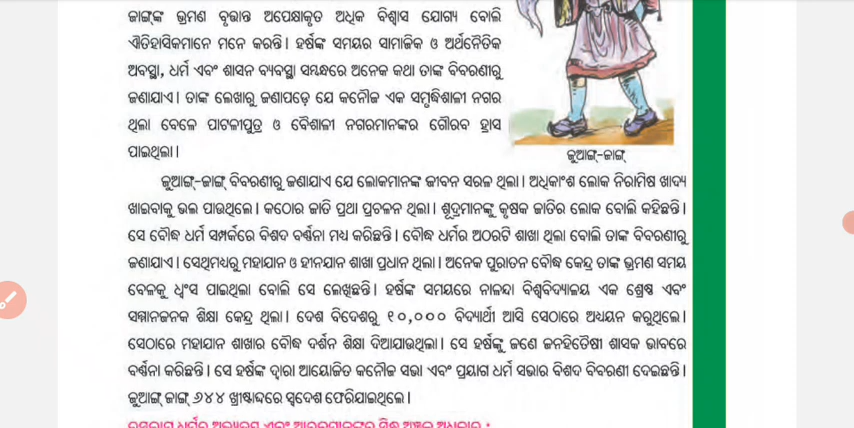 ଜାଙ୍ଗ୍‌ଙ୍କ ଭ୍ରମଣ ବୃତ୍ତାନ୍ତ ଅପେକ୍ଷାକୃତ ଅଧିକ ବିଶ୍ୱାସ ଯୋଗ୍ୟ ବୋଲି
ଐତିହାସିକମାନେ ମନେ କରନ୍ତି। ହର୍ଷଙ୍କ ସମୟର ସାମାଜିକ ଓ ଅର୍ଥନୈତିକ
ଅବସ୍ଥା, ଧର୍ମ ଏବଂ ଶାସନ ବ୍ୟବସ୍ଥା ସମ୍ବନ୍ଧରେ ଅନେକ କଥା ତାଙ୍କ ବିବରଣୀରୁ
ଜଣାଯାଏ। ତାଙ୍କ ଲେଖାରୁ ଜଣାପଡ଼େ ଯେ କନୌଜ ଏକ ସମୃଦ୍ଧିଶାଳୀ ନଗର
ଥିଲା ବେଳେ ପାଟଳୀପୁତ୍ର ଓ ବୈଶାଳୀ ନଗରମାନଙ୍କର ଗୌରବ ହ୍ରାସ
ପାଇଥିଲା।
ଜୁଆଙ୍ଗ୍-ଜାଙ୍ଗ୍
ଜୁଆଙ୍ଗ୍-ଜାଙ୍ଗ୍ ବିବରଣୀରୁ ଜଣାଯାଏ ଯେ ଲୋକମାନଙ୍କ ଜୀବନ ସରଳ ଥିଲା। ଅଧିକାଂଶ ଲୋକ ନିରାମିଷ ଖାଦ୍ୟ
ଖାଇବାକୁ ଭଲ ପାଉଥିଲେ। କଠୋର ଜାତି ପ୍ରଥା ପ୍ରଚଳନ ଥିଲା। ଶୂଦ୍ରମାନଙ୍କୁ କୃଷକ ଜାତିର ଲୋକ ବୋଲି କହିଛନ୍ତି।
ସେ ବୌଦ୍ଧ ଧର୍ମ ସମ୍ପର୍କରେ ବିଶଦ ବର୍ଣ୍ଣନା ମଧ୍ୟ କରିଛନ୍ତି। ବୌଦ୍ଧ ଧର୍ମର ଅଠରଟି ଶାଖା ଥିଲା ବୋଲି ତାଙ୍କ ବିବରଣୀରୁ
ଜଣାଯାଏ। ସେଥିମଧ୍ୟରୁ ମହାଯାନ ଓ ହୀନଯାନ ଶାଖା ପ୍ରଧାନ ଥିଲା। ଅନେକ ପୁରାତନ ବୌଦ୍ଧ କେନ୍ଦ୍ର ତାଙ୍କ ଭ୍ରମଣ ସମୟ
ବେଳକୁ ଧ୍ୱଂସ ପାଇଥିଲା ବୋଲି ସେ ଲେଖିଛନ୍ତି। ହର୍ଷଙ୍କ ସମୟରେ ନାଳନ୍ଦା ବିଶ୍ୱବିଦ୍ୟାଳୟ ଏକ ଶ୍ରେଷ୍ଠ ଏବଂ
ସମ୍ମାନଜନକ ଶିକ୍ଷା କେନ୍ଦ୍ର ଥିଲା। ଦେଶ ବିଦେଶରୁ ୧୦,୦୦୦ ବିଦ୍ୟାର୍ଥୀ ଆସି ସେଠାରେ ଅଧ୍ୟୟନ କରୁଥିଲେ।
ସେଠାରେ ମହାଯାନ ଶାଖାର ବୌଦ୍ଧ ଦର୍ଶନ ଶିକ୍ଷା ଦିଆଯାଉଥିଲା। ସେ ହର୍ଷଙ୍କୁ ଜଣେ ଜନହିତୈଷୀ ଶାସକ ଭାବରେ
ବର୍ଣ୍ଣନା କରିଛନ୍ତି। ସେ ହର୍ଷଙ୍କ ଦ୍ୱାରା ଆୟୋଜିତ କନୌଜ ସଭା ଏବଂ ପ୍ରୟାଗ ଧର୍ମ ସଭାର ବିଶଦ ବିବରଣୀ ଦେଇଛନ୍ତି।
ଜୁଆଙ୍ଗ୍ ଜାଙ୍ଗ୍ ୬୪୪ ଖ୍ରୀଷ୍ଟାବ୍ଦରେ ସ୍ୱଦେଶ ଫେରିଯାଇଥିଲେ।